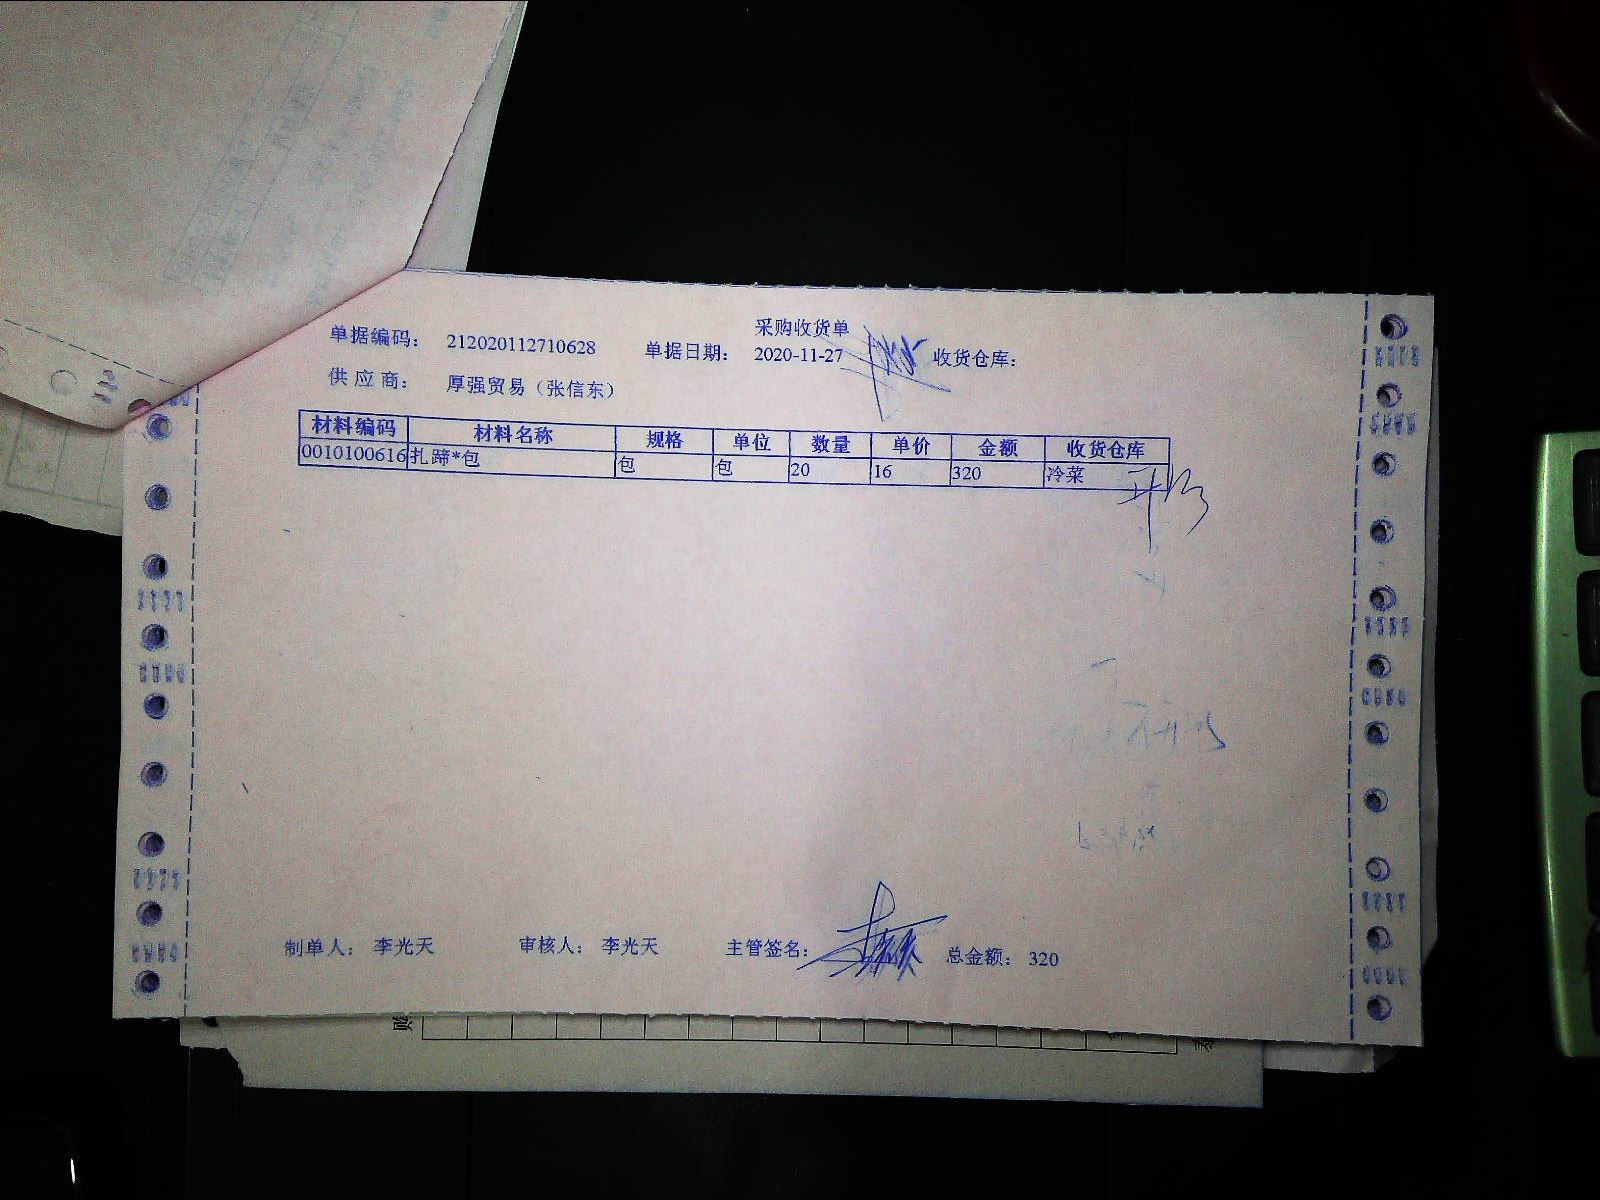 采购收货单
单据编码： 212020112710628 单据日期： 2020-11-27 收货仓库：
供应商： 厚强贸易（张信东）
材料编码 材料名称 规格 单位 数量 单价 金额 收货仓库
0010100616 扎蹄*包 包 包 20 16 320 冷菜
制单人： 李光天 审核人： 李光天 主管签名： 总金额： 320